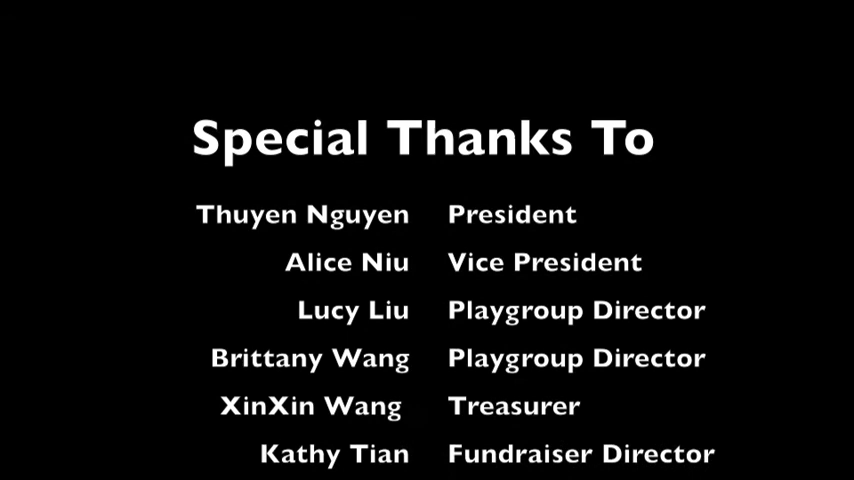 Special Thanks To
Thuyen Nguyen President
Alice Niu Vice President
Lucy Liu Playgroup Director
Brittany Wang Playgroup Director
XinXin Wang Treasurer
Kathy Tian Fundraiser Director